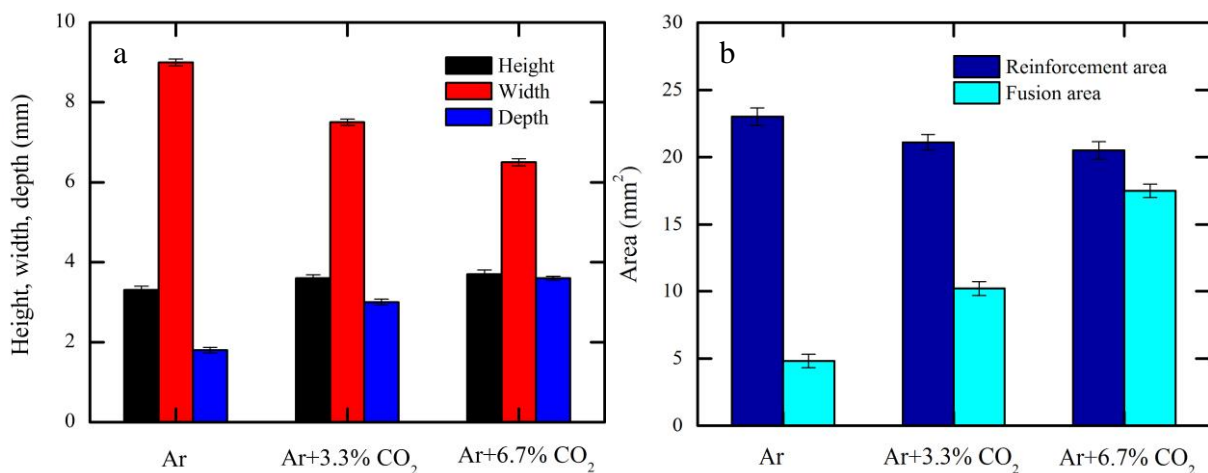 a
Height
Width
Depth
Height, width, depth (mm)
10
8
6
4
2
0
Ar
Ar+3.3% CO₂
Ar+6.7% CO₂
b
Reinforcement area
Fusion area
Area (mm²)
30
25
20
15
10
5
0
Ar
Ar+3.3% CO₂
Ar+6.7% CO₂